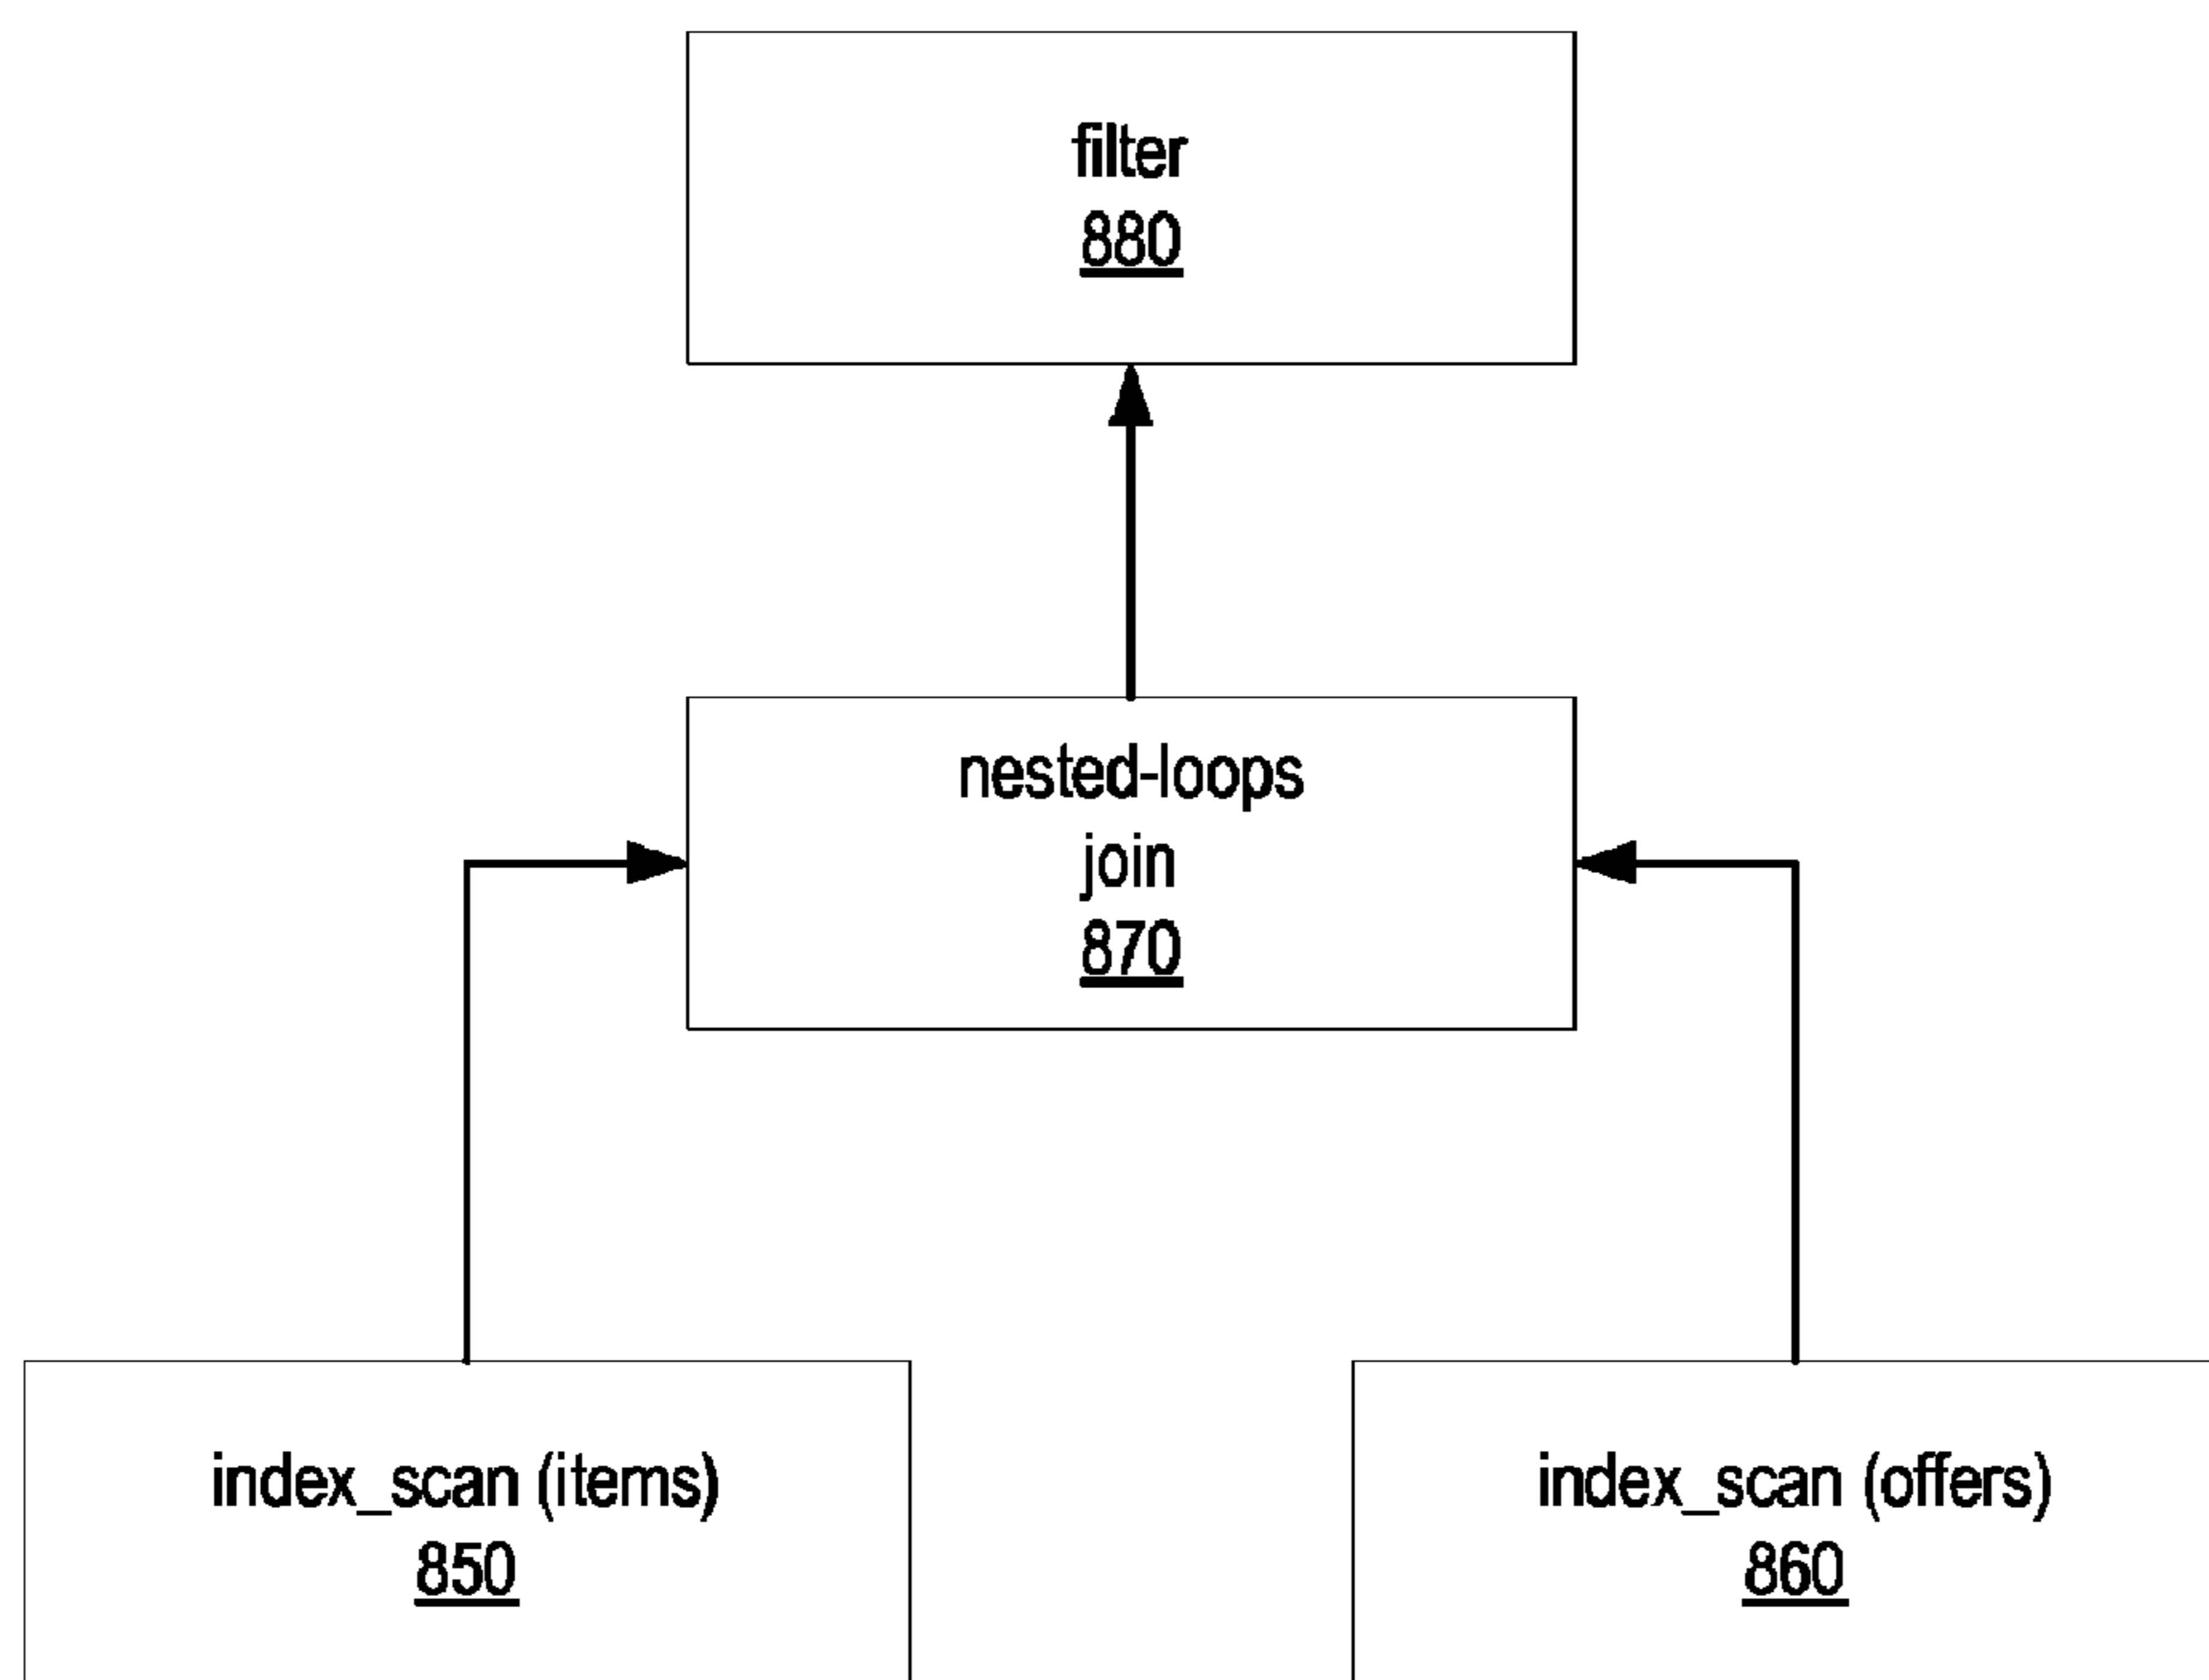 filter
880
nested-loops
join
870
index_scan (items)
850
index_scan (offers)
860